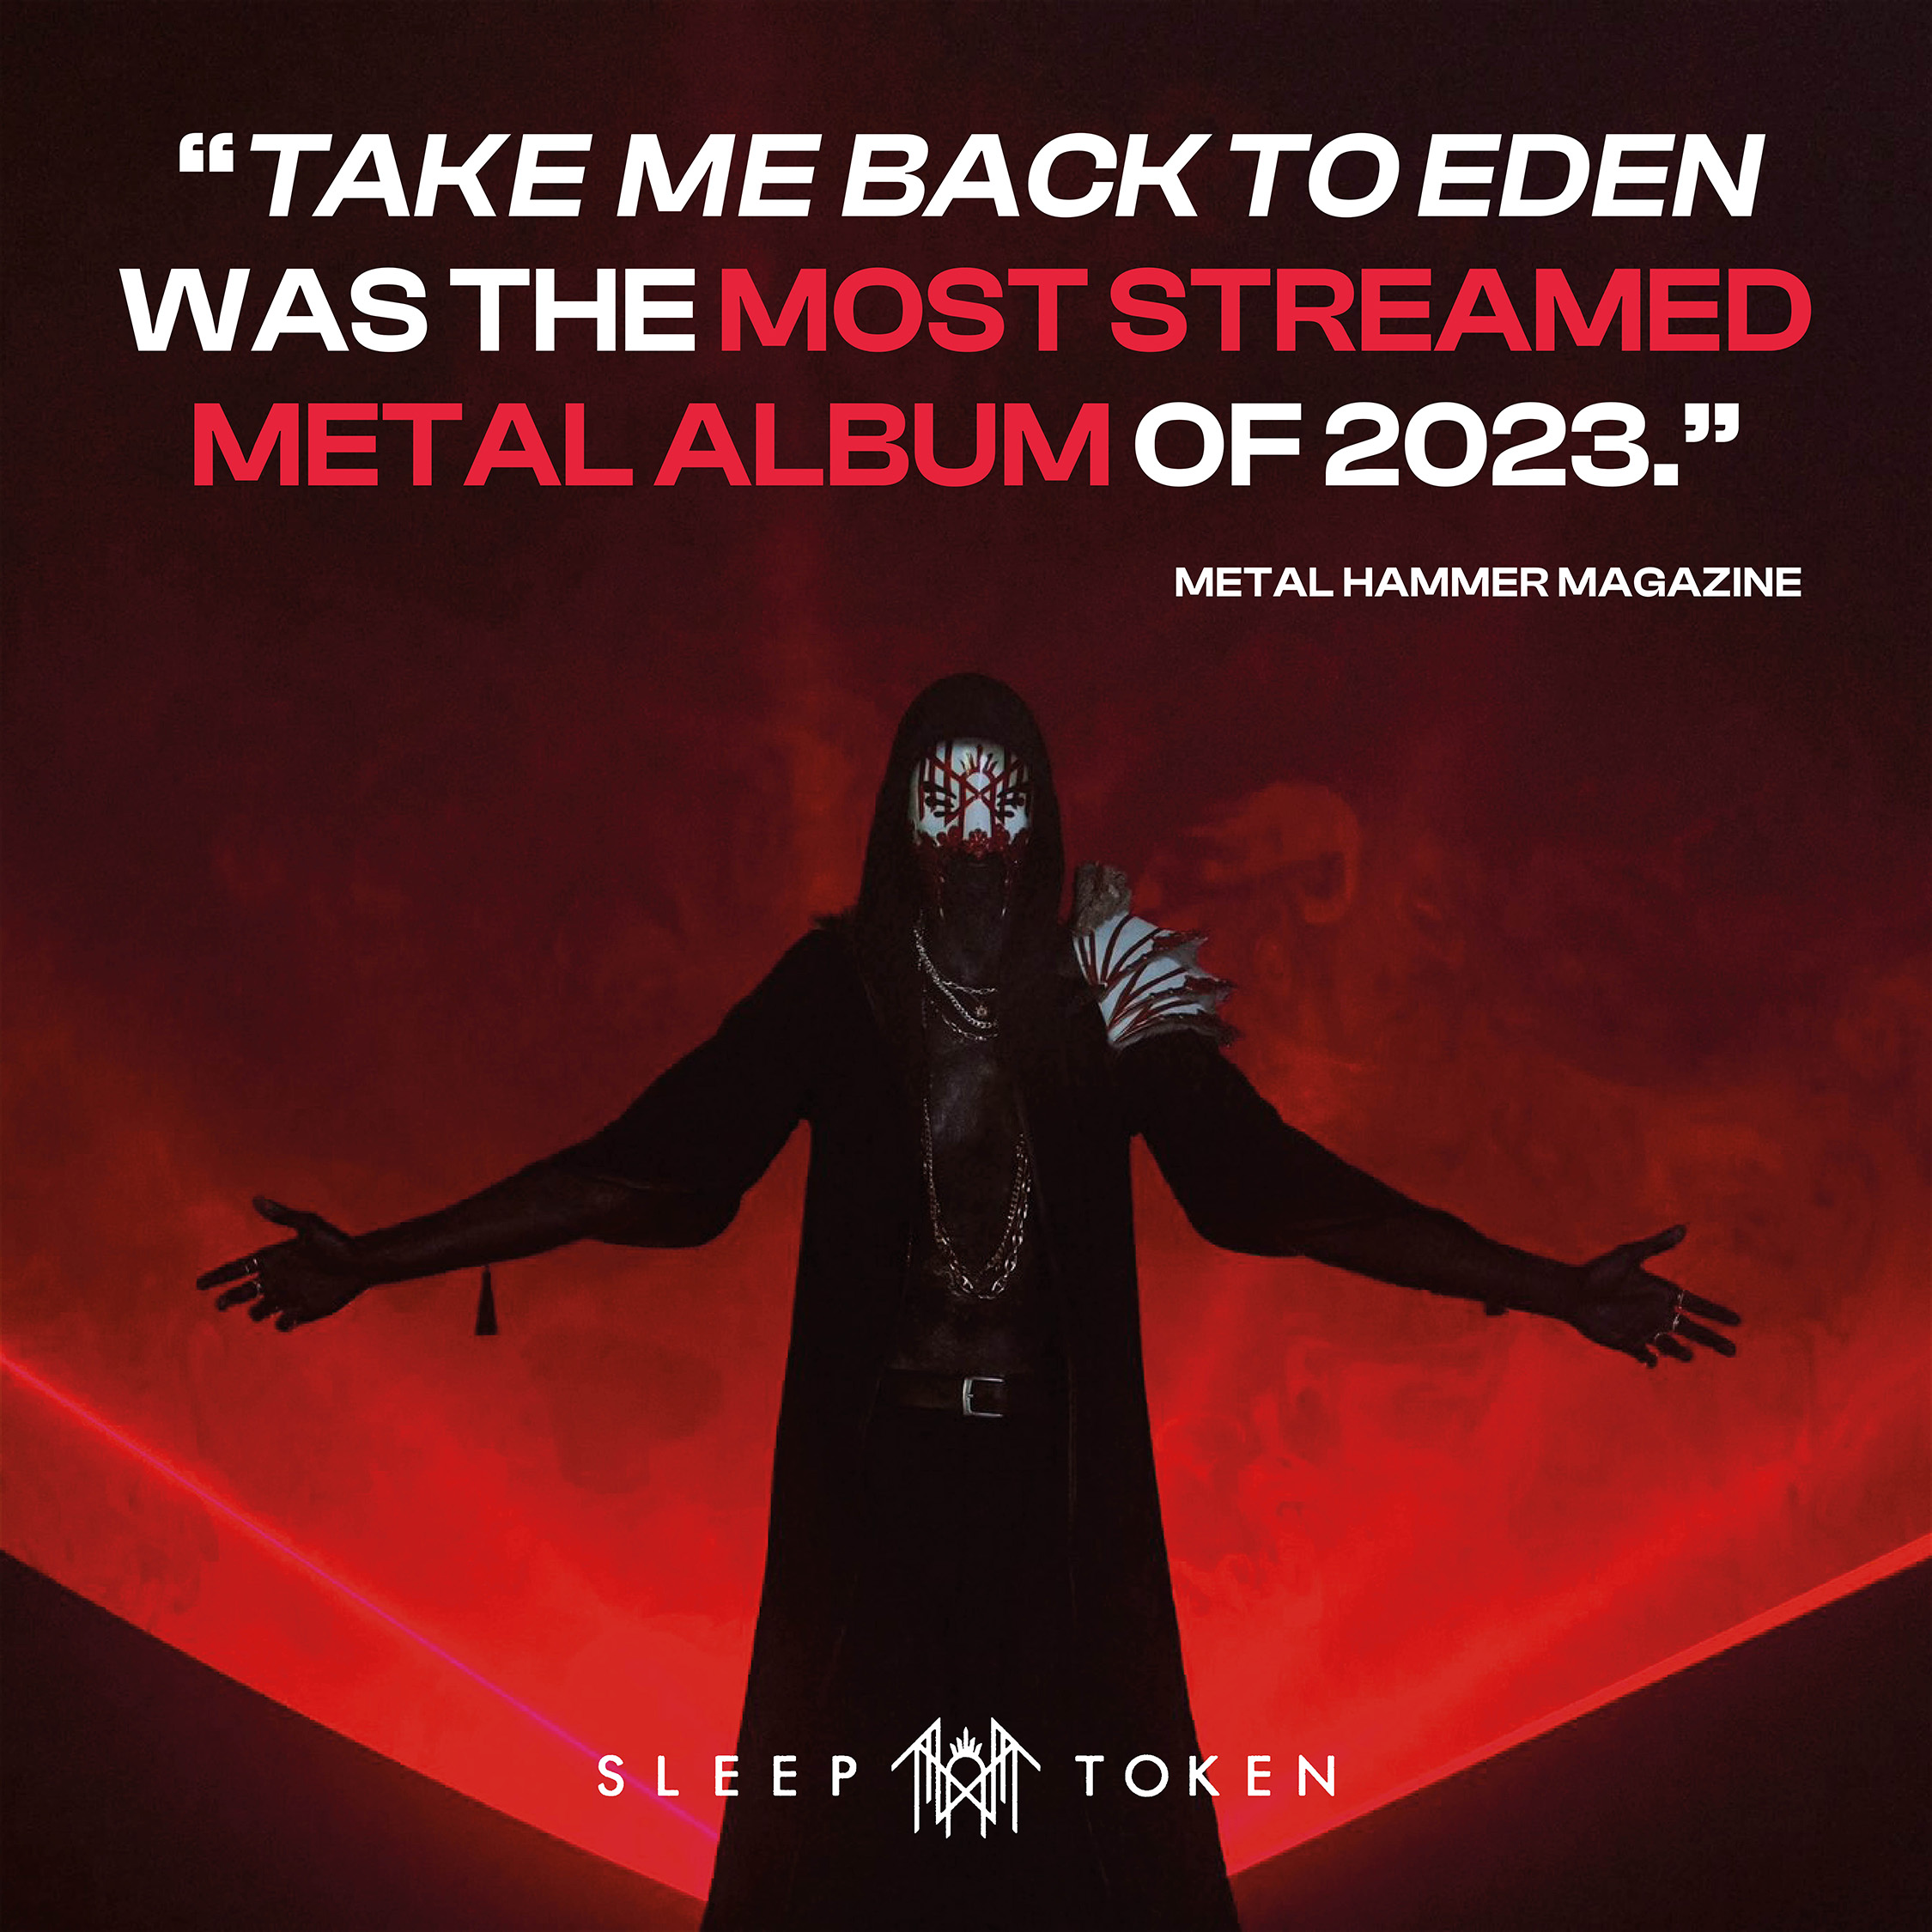 “TAKE ME BACK TO EDEN
WAS THE MOST STREAMED
METAL ALBUM OF 2023.”
METAL HAMMER MAGAZINE
SLEEP TOKEN